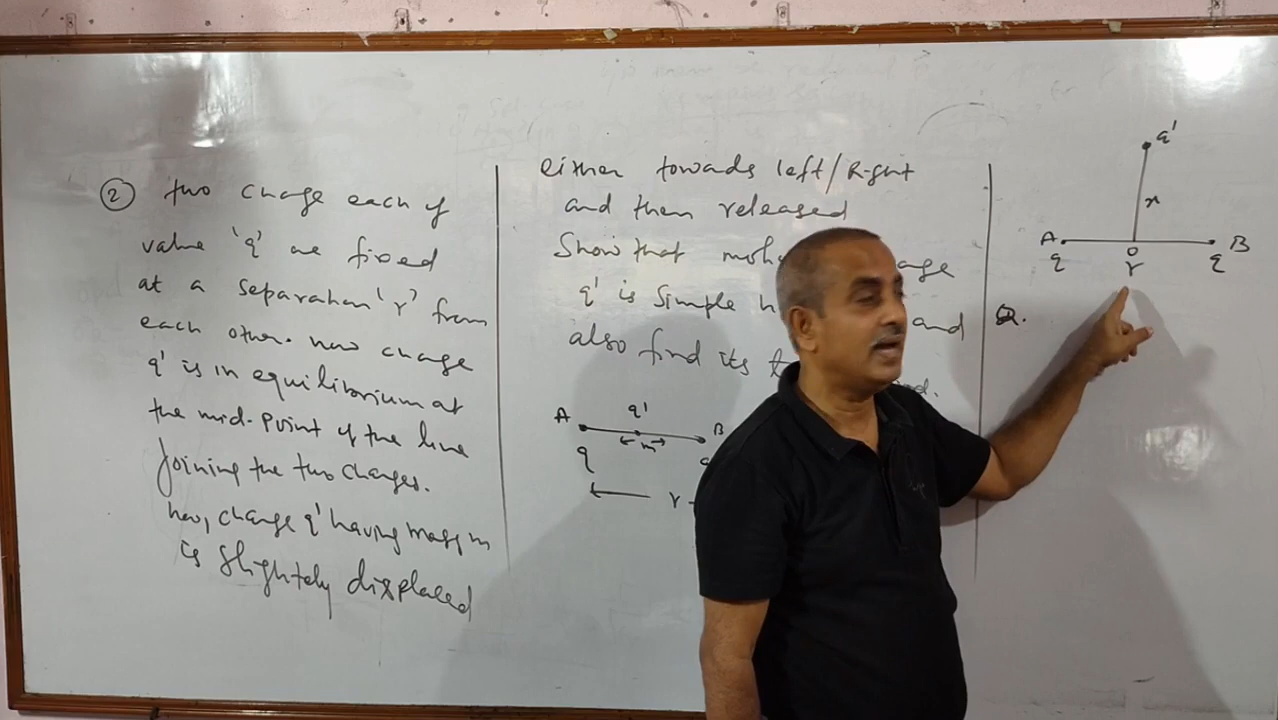 ② two charge each of
value 'q' are fixed
at a separation 'r' from
each other. now charge
q' is in equilibrium at
the mid-point of the line
Joining the two charges.
now, charge q' having mass m
is slightely displaced
either towards left/Right
and then released
Show that
q' is Simple and
also find its
A q' B
m
q
r
q'
x
A O B
q r q
Q.